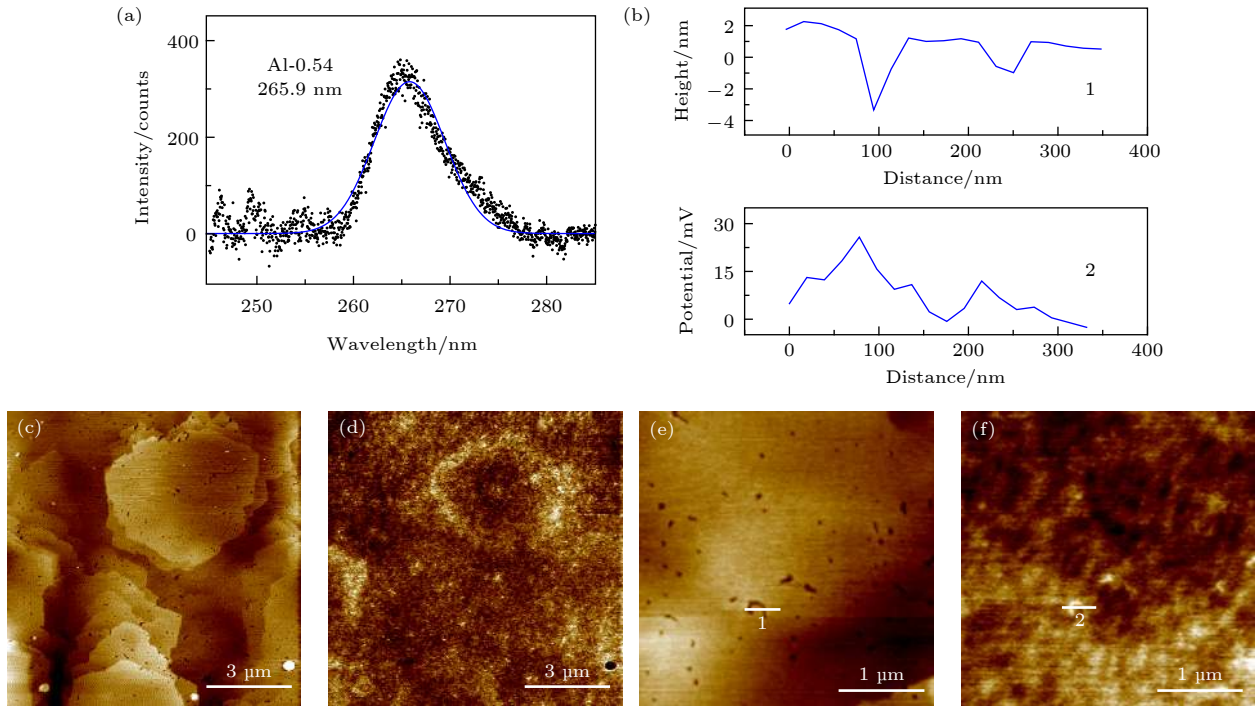 (a)
400
200
0
Intensity/counts
Al-0.54
265.9 nm
250
260
270
280
Wavelength/nm
(b)
2
0
−2
−4
Height/nm
1
0
100
200
300
400
Distance/nm
30
15
0
Potential/mV
2
0
100
200
300
400
Distance/nm
(c)
3 μm
(d)
3 μm
(e)
1
1 μm
(f)
2
1 μm